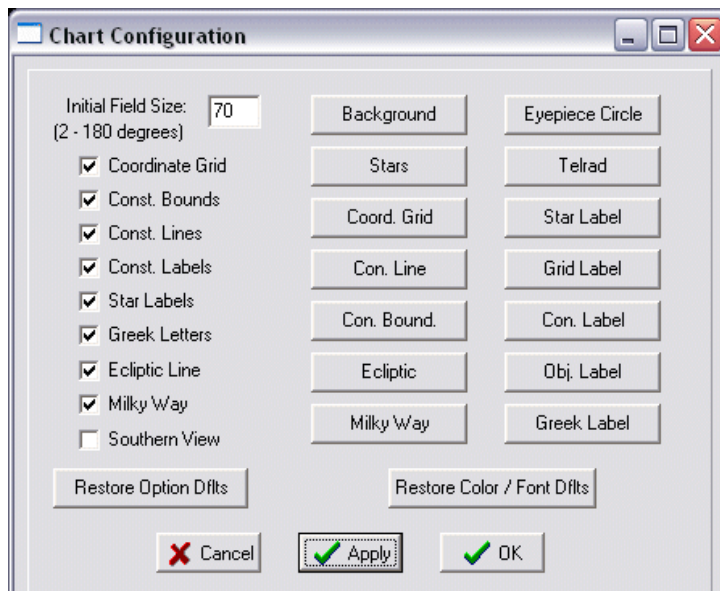 Chart Configuration
Initial Field Size:
70
(2 - 180 degrees)
Coordinate Grid
Const. Bounds
Const. Lines
Const. Labels
Star Labels
Greek Letters
Ecliptic Line
Milky Way
Southern View
Background
Stars
Coord. Grid
Con. Line
Con. Bound.
Ecliptic
Milky Way
Eyepiece Circle
Telrad
Star Label
Grid Label
Con. Label
Obj. Label
Greek Label
Restore Option Dflts
Restore Color / Font Dflts
Cancel
Apply
OK